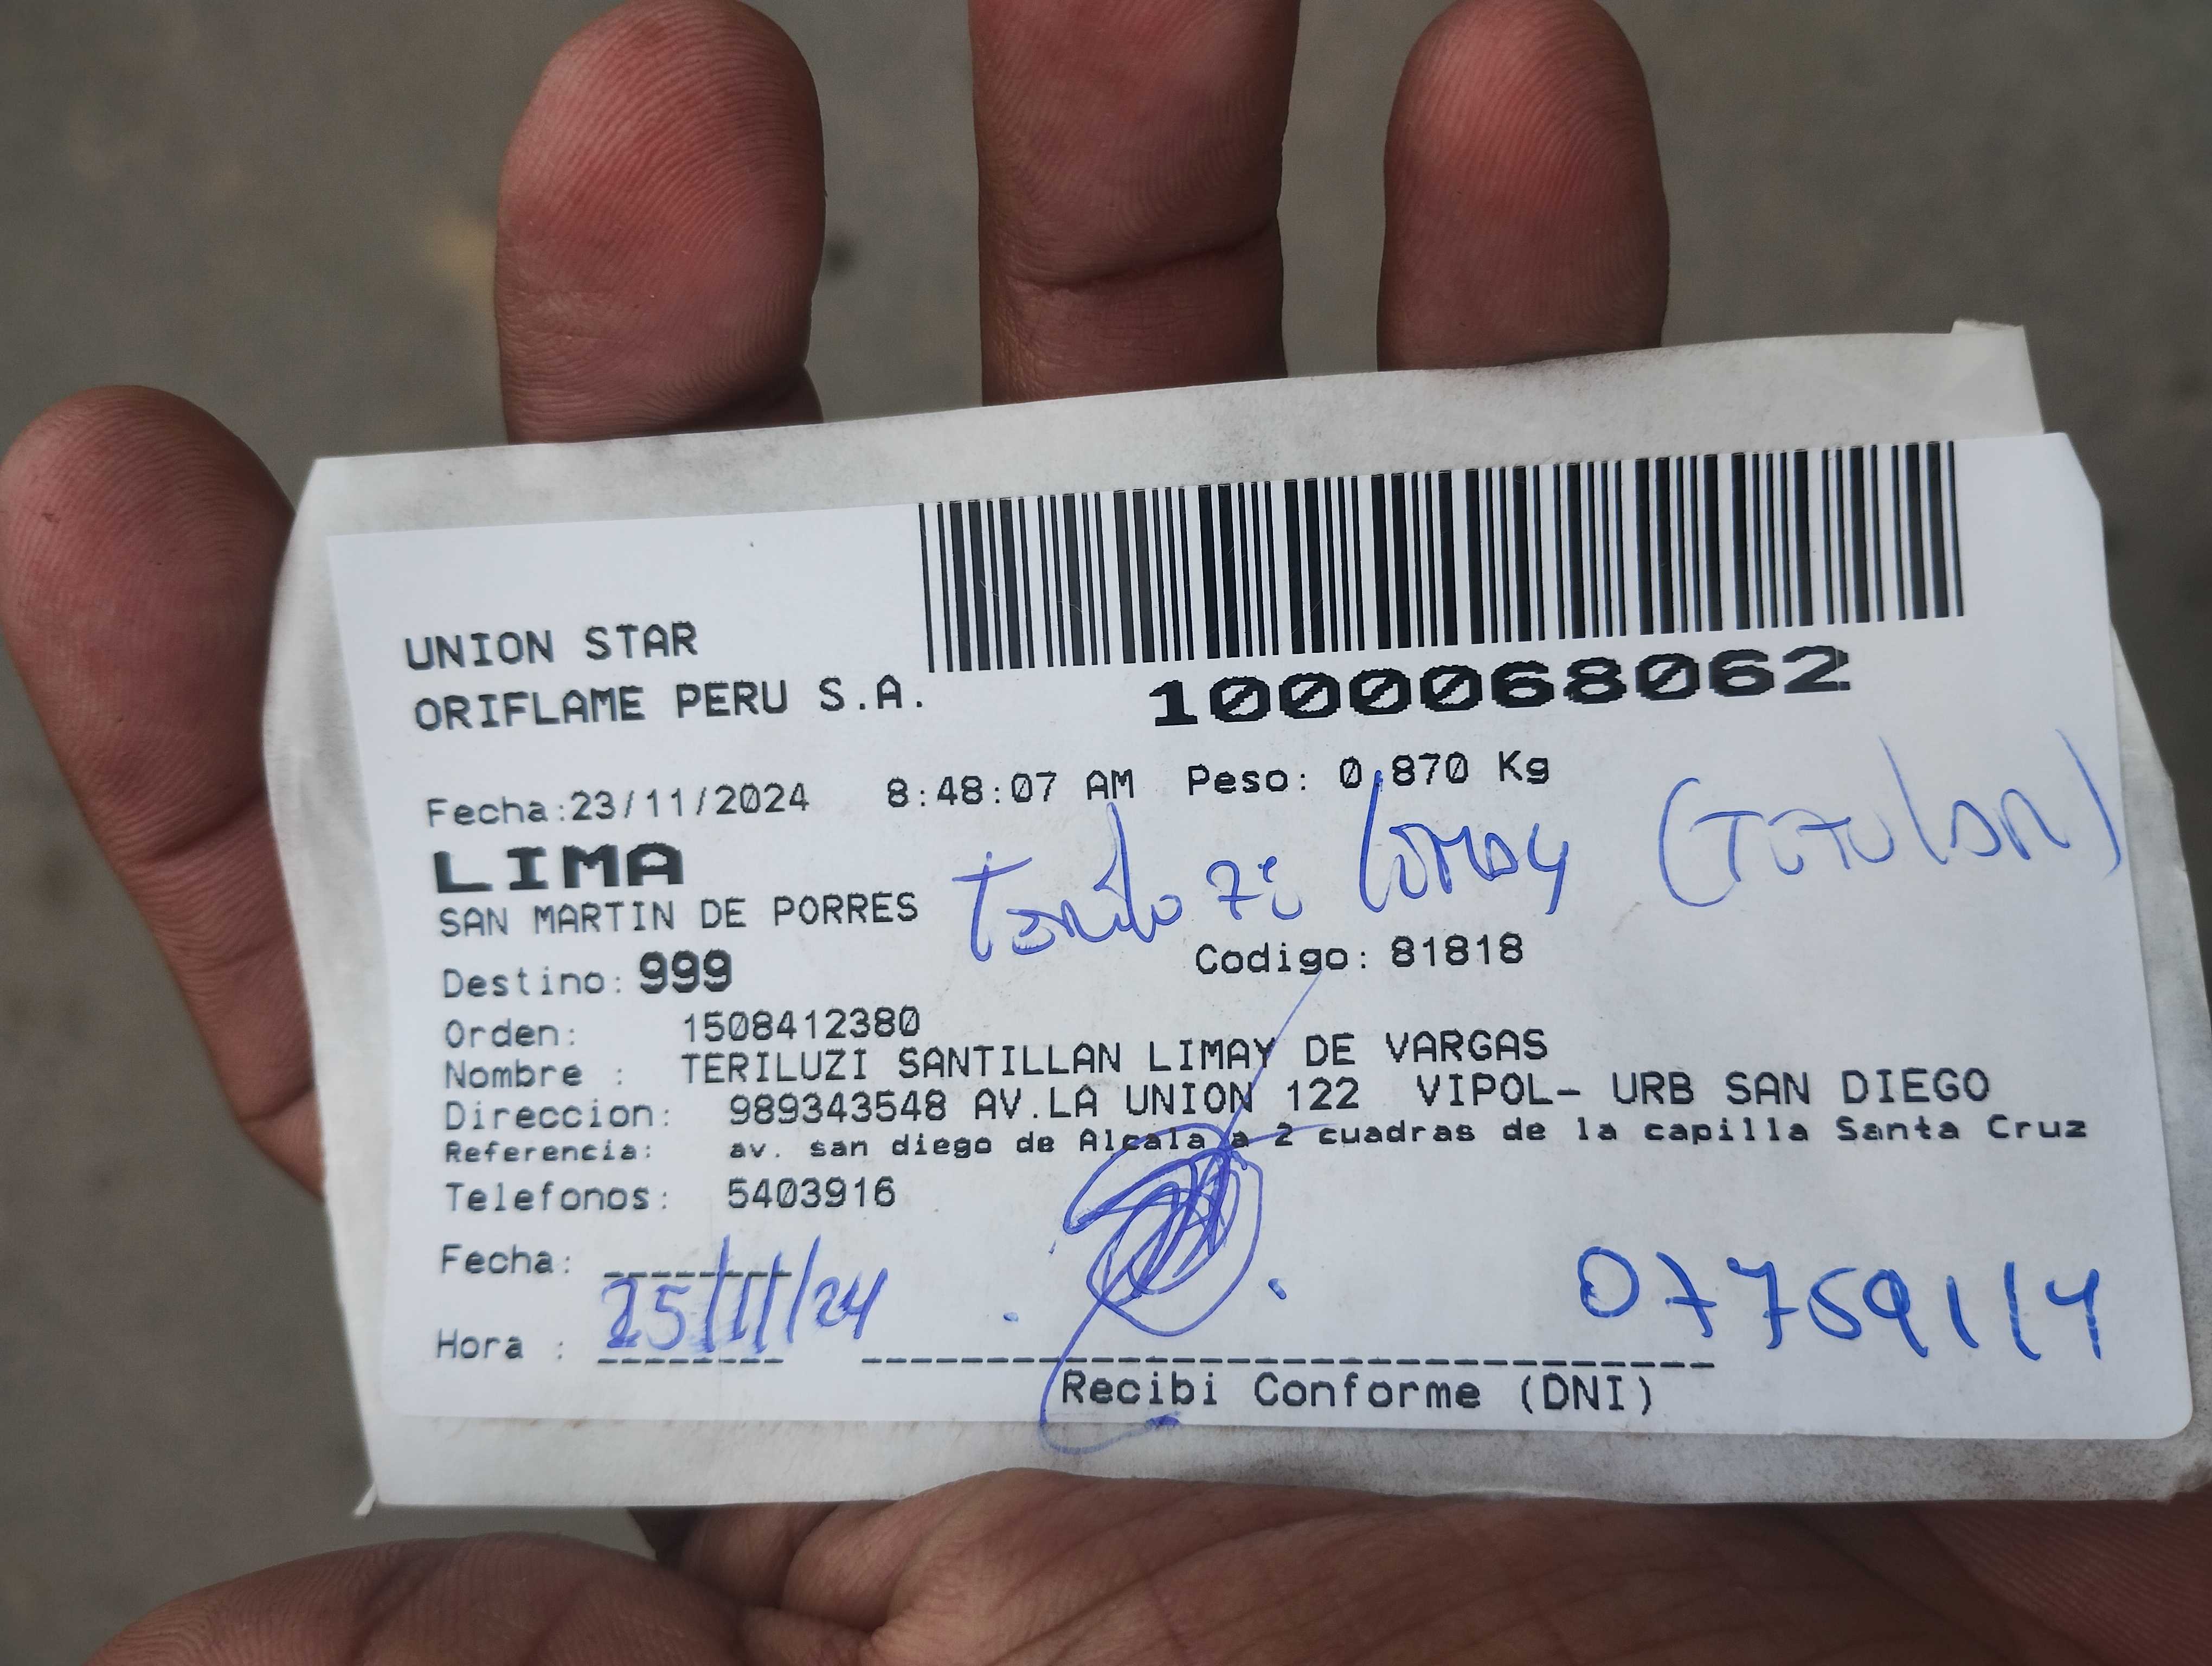 UNION STAR
ORIFLAME PERU S.A.
1000068062
Fecha:23/11/2024 8:48:07 AM Peso: 0.870 Kg
LIMA
SAN MARTIN DE PORRES
Limay (TITULAR)
Destino: 999 Codigo: 81818
Orden: 1508412380
Nombre : TERILUZI SANTILLAN LIMAY DE VARGAS
Direccion: 989343548 AV.LA UNION 122 VIPOL- URB SAN DIEGO
Referencia: av. san diego de Alcala a 2 cuadras de la capilla Santa Cruz
Telefonos: 5403916
Fecha:
25/11/24
07759114
Hora :
Recibi Conforme (DNI)